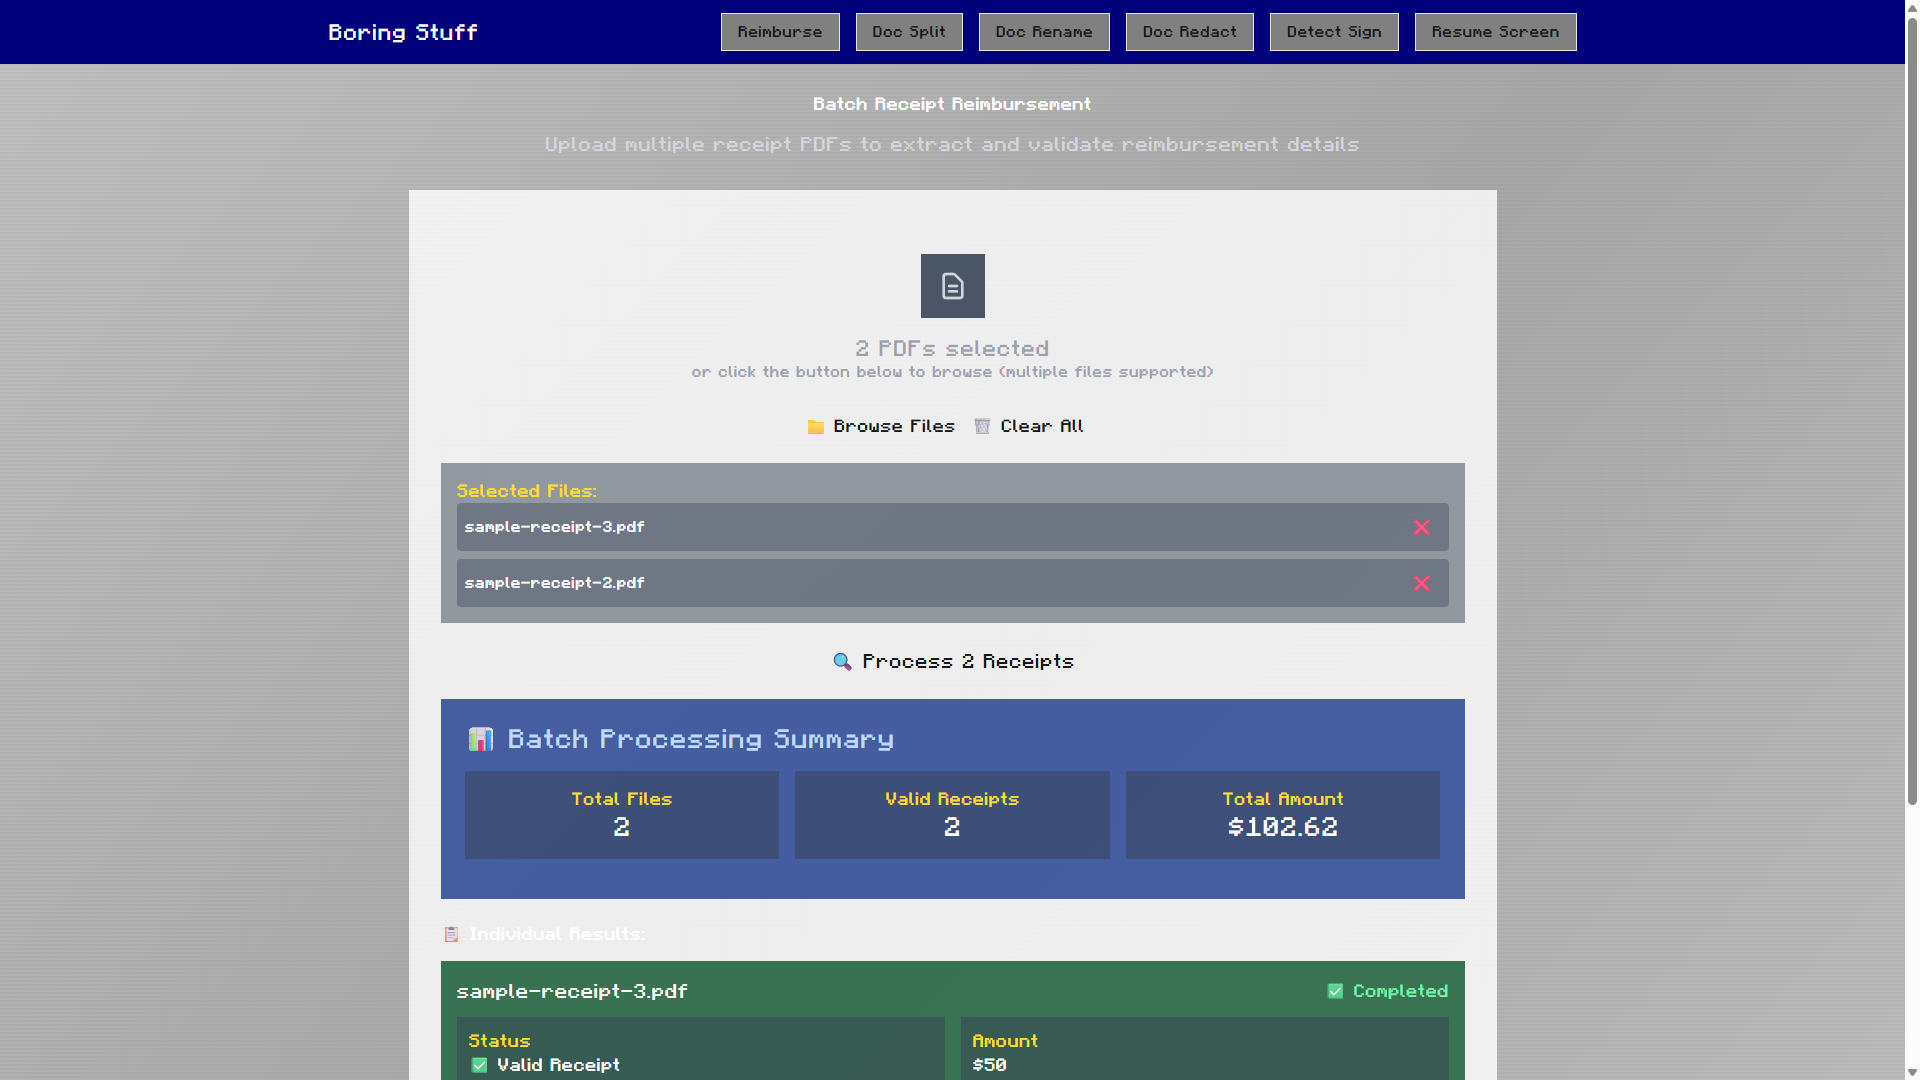 Boring Stuff
Reimburse
Doc Split
Doc Rename
Doc Redact
Detect Sign
Resume Screen
Batch Receipt Reimbursement
Upload multiple receipt PDFs to extract and validate reimbursement details
2 PDFs selected
or click the button below to browse (multiple files supported)
Browse Files
Clear All
Selected Files:
sample-receipt-3.pdf
sample-receipt-2.pdf
Process 2 Receipts
Batch Processing Summary
Total Files
2
Valid Receipts
2
Total Amount
$102.62
Individual Results:
sample-receipt-3.pdf
Completed
Status
Valid Receipt
Amount
$50